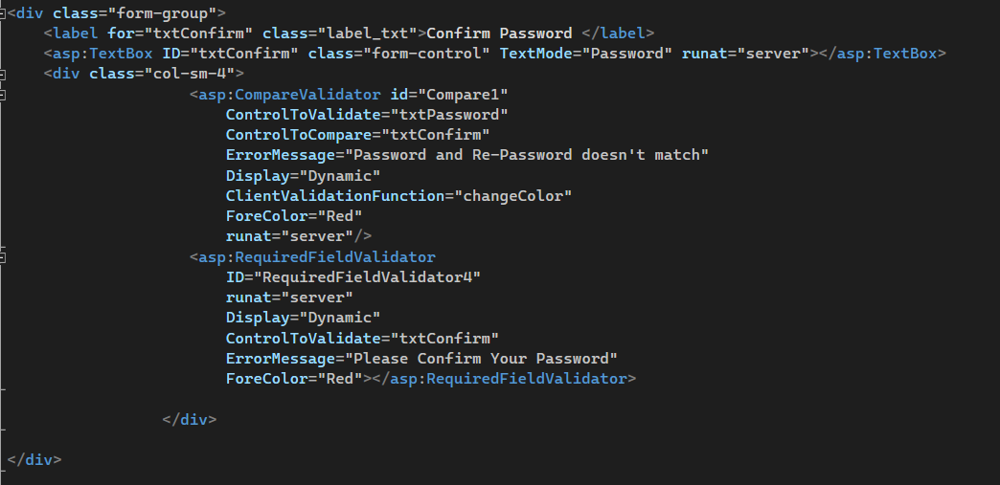 <div class="form-group">
<label for="txtConfirm" class="label_txt">Confirm Password </label>
<asp:TextBox ID="txtConfirm" class="form-control" TextMode="Password" runat="server"></asp:TextBox>
<div class="col-sm-4">
<asp:CompareValidator id="Compare1"
ControlToValidate="txtPassword"
ControlToCompare="txtConfirm"
ErrorMessage="Password and Re-Password doesn't match"
Display="Dynamic"
ClientValidationFunction="changeColor"
ForeColor="Red"
runat="server"/>
<asp:RequiredFieldValidator
ID="RequiredFieldValidator4"
runat="server"
Display="Dynamic"
ControlToValidate="txtConfirm"
ErrorMessage="Please Confirm Your Password"
ForeColor="Red"></asp:RequiredFieldValidator>
</div>
</div>